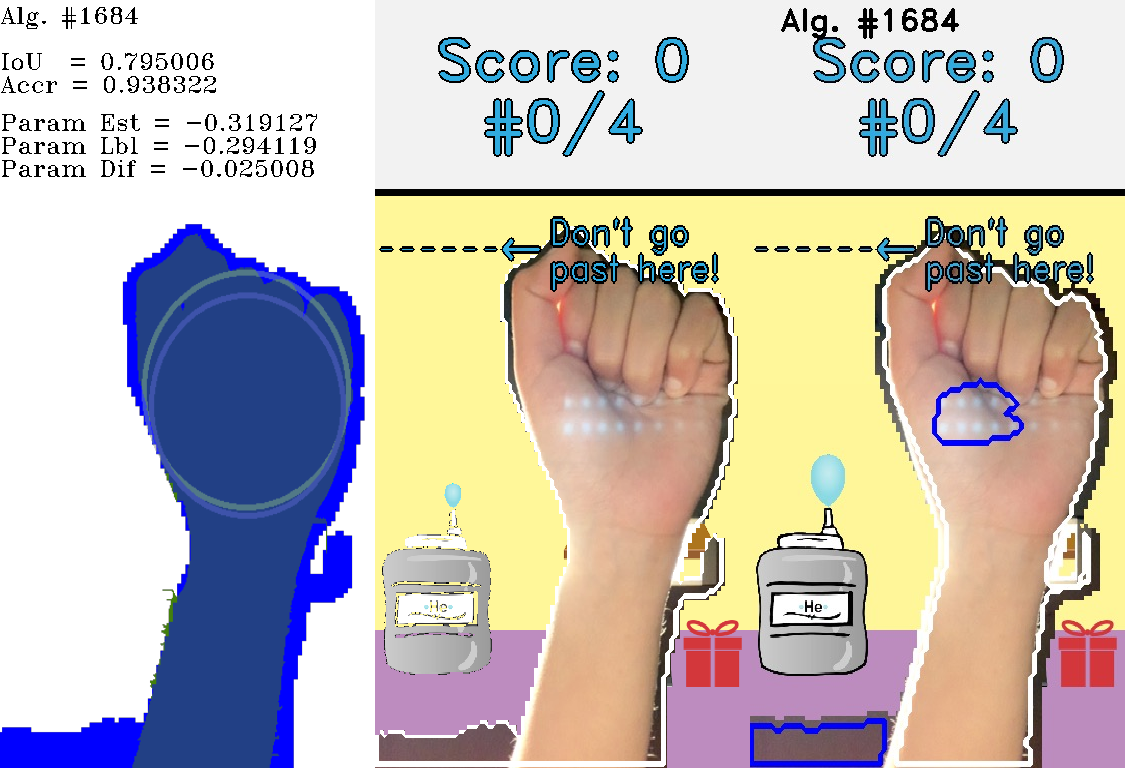 Alg. #1684
IoU = 0.795006
Accr = 0.938322
Param Est = −0.319127
Param Lbl = −0.294119
Param Dif = −0.025008
Score: 0
#0/4
Don't go
past here!
He
Alg. #1684
Score: 0
#0/4
Don't go
past here!
He